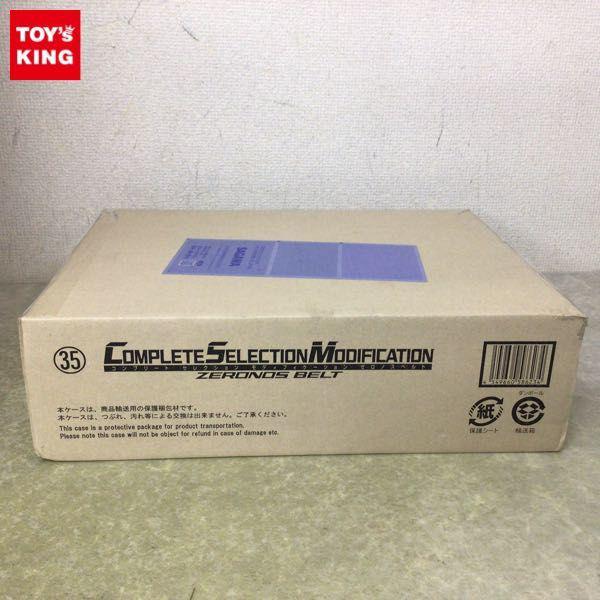 TOY's
KING
SAGAWA
35
COMPLETE SELECTION MODIFICATION
コンプリート セレクション モディフィケーション ゼロノスベルト
ZERONOS BELT
本ケースは、商品輸送用の保護梱包材です。
本ケースは、つぶれ、汚れ等による交換は出来ません。ご了承ください。
This case is a protective package for product transportation.
Please note this case will not be object for refund in case of damage etc.
ダンボール
紙
保護シート
輸送箱